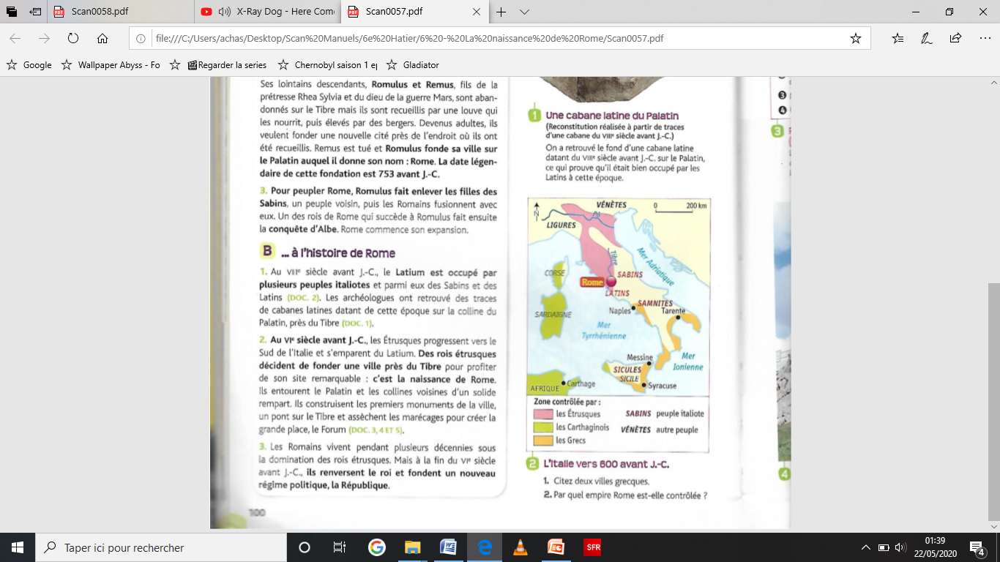 Scan0058.pdf
X-Ray Dog - Here Com
Scan0057.pdf
file:///C:/Users/achas/Desktop/Scan%20Manuels/6e%20Hatier/6%20-%20La%20naissance%20de%20Rome/Scan0057.pdf
Google
Wallpaper Abyss - Fo
Regarder la series
Chernobyl saison 1 ep
Gladiator
Ses lointains descendants, Romulus et Remus, fils de la
prétresse Rhea Sylvia et du dieu de la guerre Mars, sont aban-
donnés sur le Tibre mais ils sont recueillis par une louve qui
les nourrit, puis élevés par des bergers. Devenus adultes, ils
veulent fonder une nouvelle cité près de l'endroit où ils ont
été recueillis. Remus est tué et Romulus fonde sa ville sur
le Palatin auquel il donne son nom : Rome. La date légen-
daire de cette fondation est 753 avant J.-C.
3. Pour peupler Rome, Romulus fait enlever les filles des
Sabins, un peuple voisin, puis les Romains fusionnent avec
eux. Un des rois de Rome qui succède à Romulus fait ensuite
la conquête d'Albe. Rome commence son expansion.
B ... à l'histoire de Rome
1. Au VIIIe siècle avant J.-C., le Latium est occupé par
plusieurs peuples italiotes et parmi eux des Sabins et des
Latins (DOC. 2). Les archéologues ont retrouvé des traces
de cabanes latines datant de cette époque sur la colline du
Palatin, près du Tibre (DOC. 1).
2. Au VIe siècle avant J.-C., les Étrusques progressent vers le
Sud de l'Italie et s'emparent du Latium. Des rois étrusques
décident de fonder une ville près du Tibre pour profiter
de son site remarquable : c'est la naissance de Rome.
Ils entourent le Palatin et les collines voisines d'un solide
rempart. Ils construisent les premiers monuments de la ville,
un pont sur le Tibre et assèchent les marécages pour créer la
grande place, le Forum (DOC. 3, 4 ET 5).
3. Les Romains vivent pendant plusieurs décennies sous
la domination des rois étrusques. Mais à la fin du VIe siècle
avant J.-C., ils renversent le roi et fondent un nouveau
régime politique, la République.
100
1 Une cabane latine du Palatin
(Reconstitution réalisée à partir de traces
d'une cabane du VIIIe siècle avant J.-C.)
On a retrouvé le fond d'une cabane latine
datant du VIIIe siècle avant J.-C. sur le Palatin,
ce qui prouve qu'il était bien occupé par les
Latins à cette époque.
N
VÉNÈTES
0 200 km
Pô
LIGURES
Tibre
Mer Adriatique
CORSE
SABINS
Rome
LATINS
SAMNITES
Naples
Tarente
SARDAIGNE
Mer
Tyrrhénienne
Messine
Mer
Ionienne
SICULES
SICILE
Syracuse
AFRIQUE
Carthage
Zone contrôlée par :
les Étrusques
les Carthaginois
les Grecs
SABINS peuple italiote
VÉNÈTES autre peuple
2 L'Italie vers 600 avant J.-C.
1. Citez deux villes grecques.
2. Par quel empire Rome est-elle contrôlée ?
3
4
3
4
Taper ici pour rechercher
SFR
01:39
22/05/2020
4